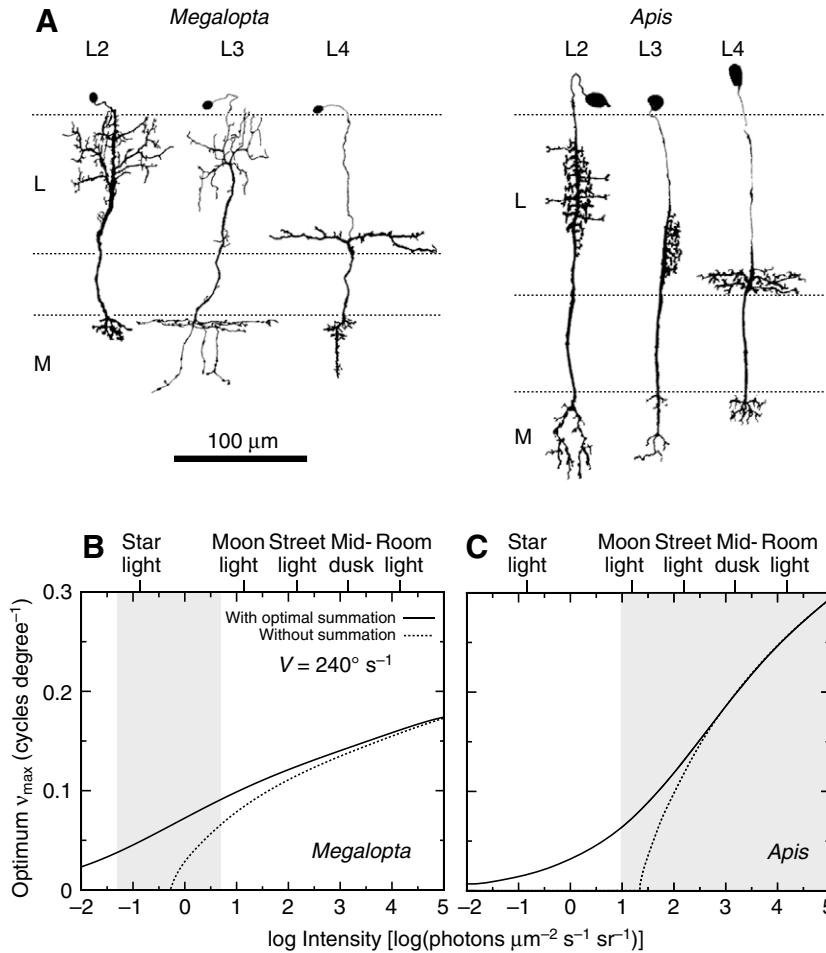 A
Megalopta
Apis
L2 L3 L4
L2 L3 L4
L
M
L
M
100 μm
B
Star light
Moon light
Street light
Mid-dusk
Room light
C
Star light
Moon light
Street light
Mid-dusk
Room light
Optimum νmax (cycles degree⁻¹)
0.3
0.2
0.1
0
With optimal summation
Without summation
V = 240° s⁻¹
Megalopta
Apis
–2 –1 0 1 2 3 4 5
–2 –1 0 1 2 3 4 5
log Intensity [log(photons μm⁻² s⁻¹ sr⁻¹)]